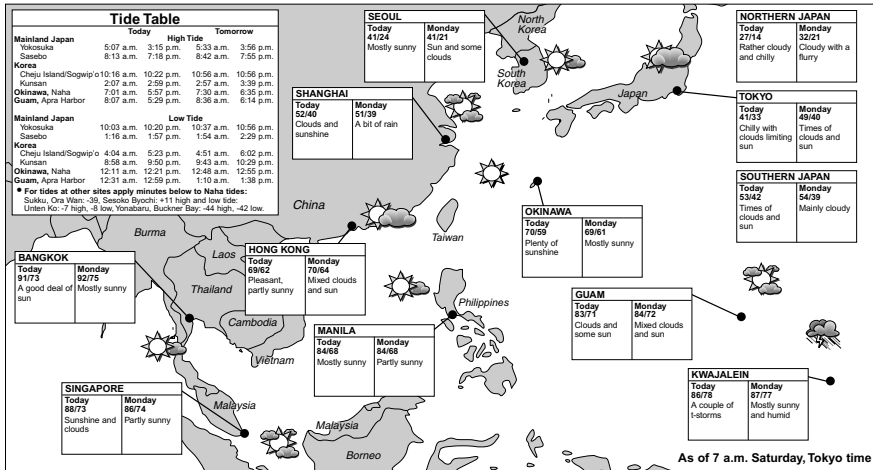 Tide Table
Today Tomorrow
Mainland Japan High Tide
Yokosuka 5:07 a.m. 3:15 p.m. 5:33 a.m. 3:56 p.m.
Sasebo 8:13 a.m. 7:18 p.m. 8:42 a.m. 7:55 p.m.
Korea
Cheju Island/Sogwip'o 10:16 a.m. 10:22 p.m. 10:56 a.m. 10:56 p.m.
Kunsan 2:07 a.m. 2:59 p.m. 2:57 a.m. 3:39 p.m.
Okinawa, Naha 7:01 a.m. 5:57 p.m. 7:30 a.m. 6:35 p.m.
Guam, Apra Harbor 8:07 a.m. 5:29 p.m. 8:36 a.m. 6:14 p.m.
Mainland Japan Low Tide
Yokosuka 10:03 a.m. 10:20 p.m. 10:37 a.m. 10:56 p.m.
Sasebo 1:16 a.m. 1:57 p.m. 1:54 a.m. 2:29 p.m.
Korea
Cheju Island/Sogwip'o 4:04 a.m. 5:23 p.m. 4:51 a.m. 6:02 p.m.
Kunsan 8:58 a.m. 9:50 p.m. 9:43 a.m. 10:29 p.m.
Okinawa, Naha 12:11 a.m. 12:21 p.m. 12:48 a.m. 12:55 p.m.
Guam, Apra Harbor 12:31 a.m. 12:59 p.m. 1:10 a.m. 1:38 p.m.
• For tides at other sites apply minutes below to Naha tides:
Sukku, Ora Wan: -39, Sesoko Byochi: +11 high and low tide:
Unten Ko: -7 high, -8 low, Yonabaru, Buckner Bay: -44 high, -42 low.
SEOUL
Today Monday
41/24 41/21
Mostly sunny Sun and some
clouds
North
Korea
South
Korea
Japan
NORTHERN JAPAN
Today Monday
27/14 32/21
Rather cloudy Cloudy with a
and chilly flurry
TOKYO
Today Monday
41/33 49/40
Chilly with Times of
clouds limiting clouds and
sun sun
SOUTHERN JAPAN
Today Monday
53/42 54/39
Times of Mainly cloudy
clouds and
sun
SHANGHAI
Today Monday
52/40 51/39
Clouds and A bit of rain
sunshine
China
Taiwan
OKINAWA
Today Monday
70/59 69/61
Plenty of Mostly sunny
sunshine
Burma
Laos
Thailand
Cambodia
Vietnam
BANGKOK
Today Monday
91/73 92/75
A good deal of Mostly sunny
sun
HONG KONG
Today Monday
69/62 70/64
Pleasant, Mixed clouds
partly sunny and sun
Philippines
MANILA
Today Monday
84/68 84/68
Mostly sunny Partly sunny
GUAM
Today Monday
83/71 84/72
Clouds and Mixed clouds
some sun and sun
KWAJALEIN
Today Monday
86/78 87/77
A couple of Mostly sunny
t-storms and humid
SINGAPORE
Today Monday
88/73 86/74
Sunshine and Partly sunny
clouds
Malaysia
Malaysia
Borneo
As of 7 a.m. Saturday, Tokyo time